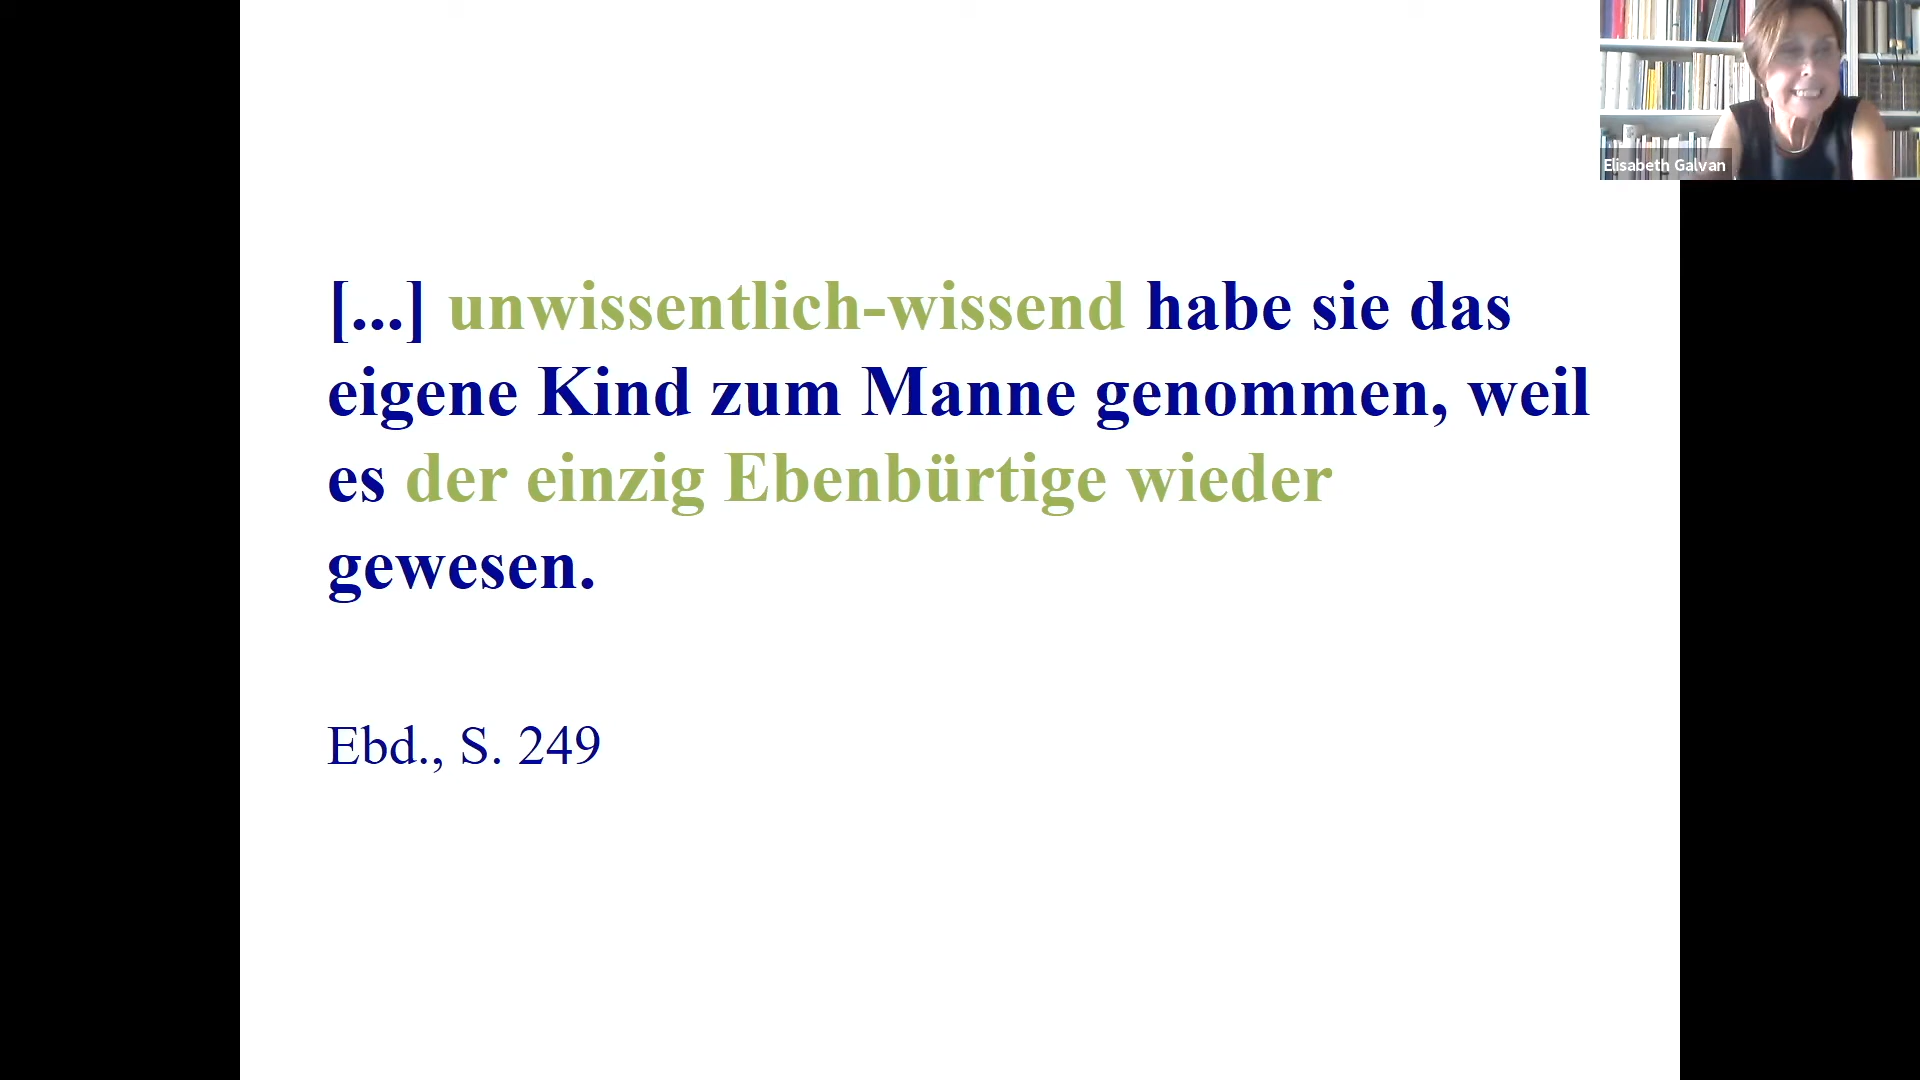 Elisabeth Galvan
[...] unwissentlich-wissend habe sie das
eigene Kind zum Manne genommen, weil
es der einzig Ebenbürtige wieder
gewesen.
Ebd., S. 249